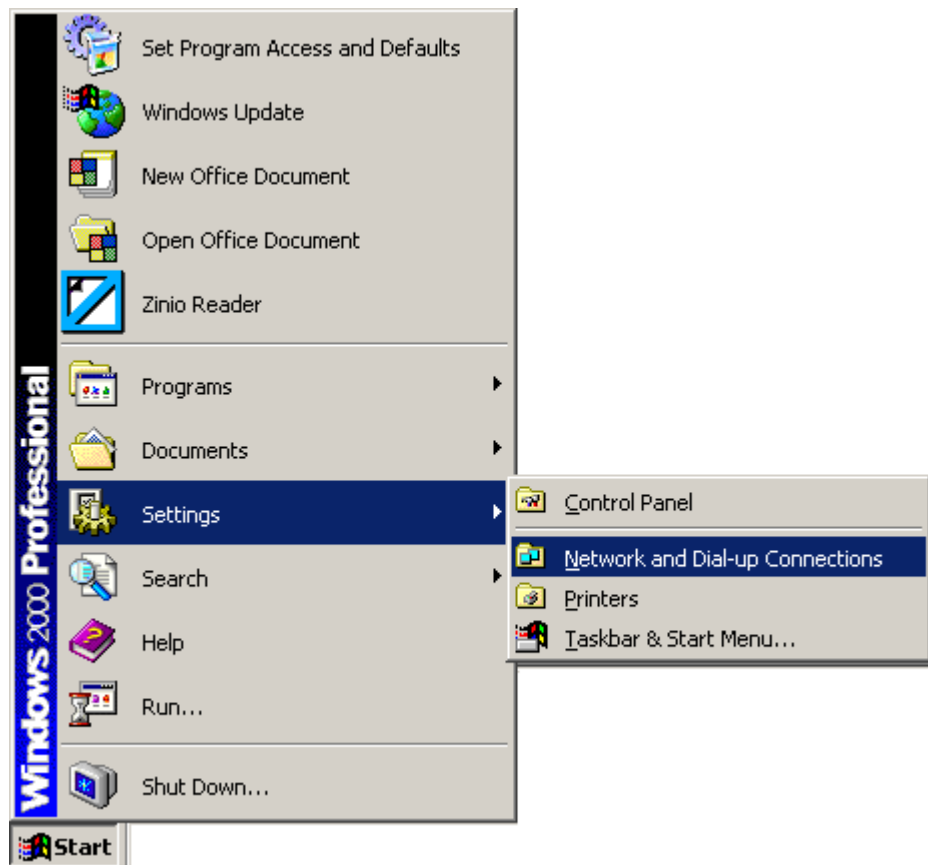 Set Program Access and Defaults
Windows Update
New Office Document
Open Office Document
Zinio Reader
Programs
Documents
Settings
Search
Help
Run...
Shut Down...
Control Panel
Network and Dial-up Connections
Printers
Taskbar & Start Menu...
Windows 2000 Professional
Start